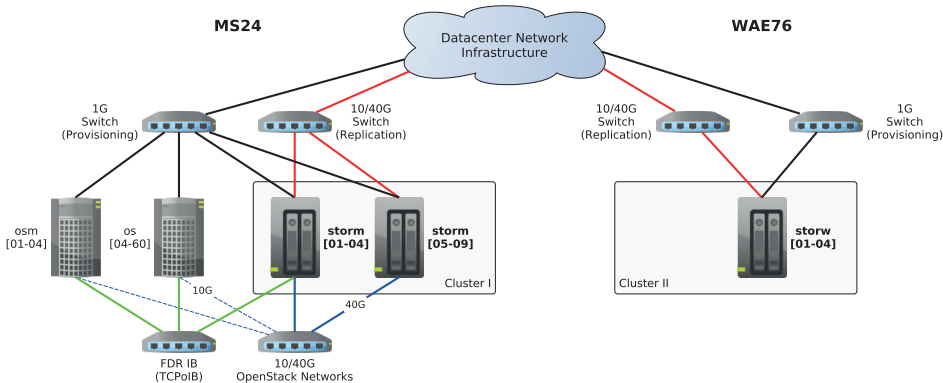 MS24
WAE76
Datacenter Network
Infrastructure
1G
Switch
(Provisioning)
10/40G
Switch
(Replication)
10/40G
Switch
(Replication)
1G
Switch
(Provisioning)
osm
[01-04]
os
[04-60]
storm
[01-04]
storm
[05-09]
storw
[01-04]
Cluster I
Cluster II
10G
40G
FDR IB
(TCPoIB)
10/40G
OpenStack Networks